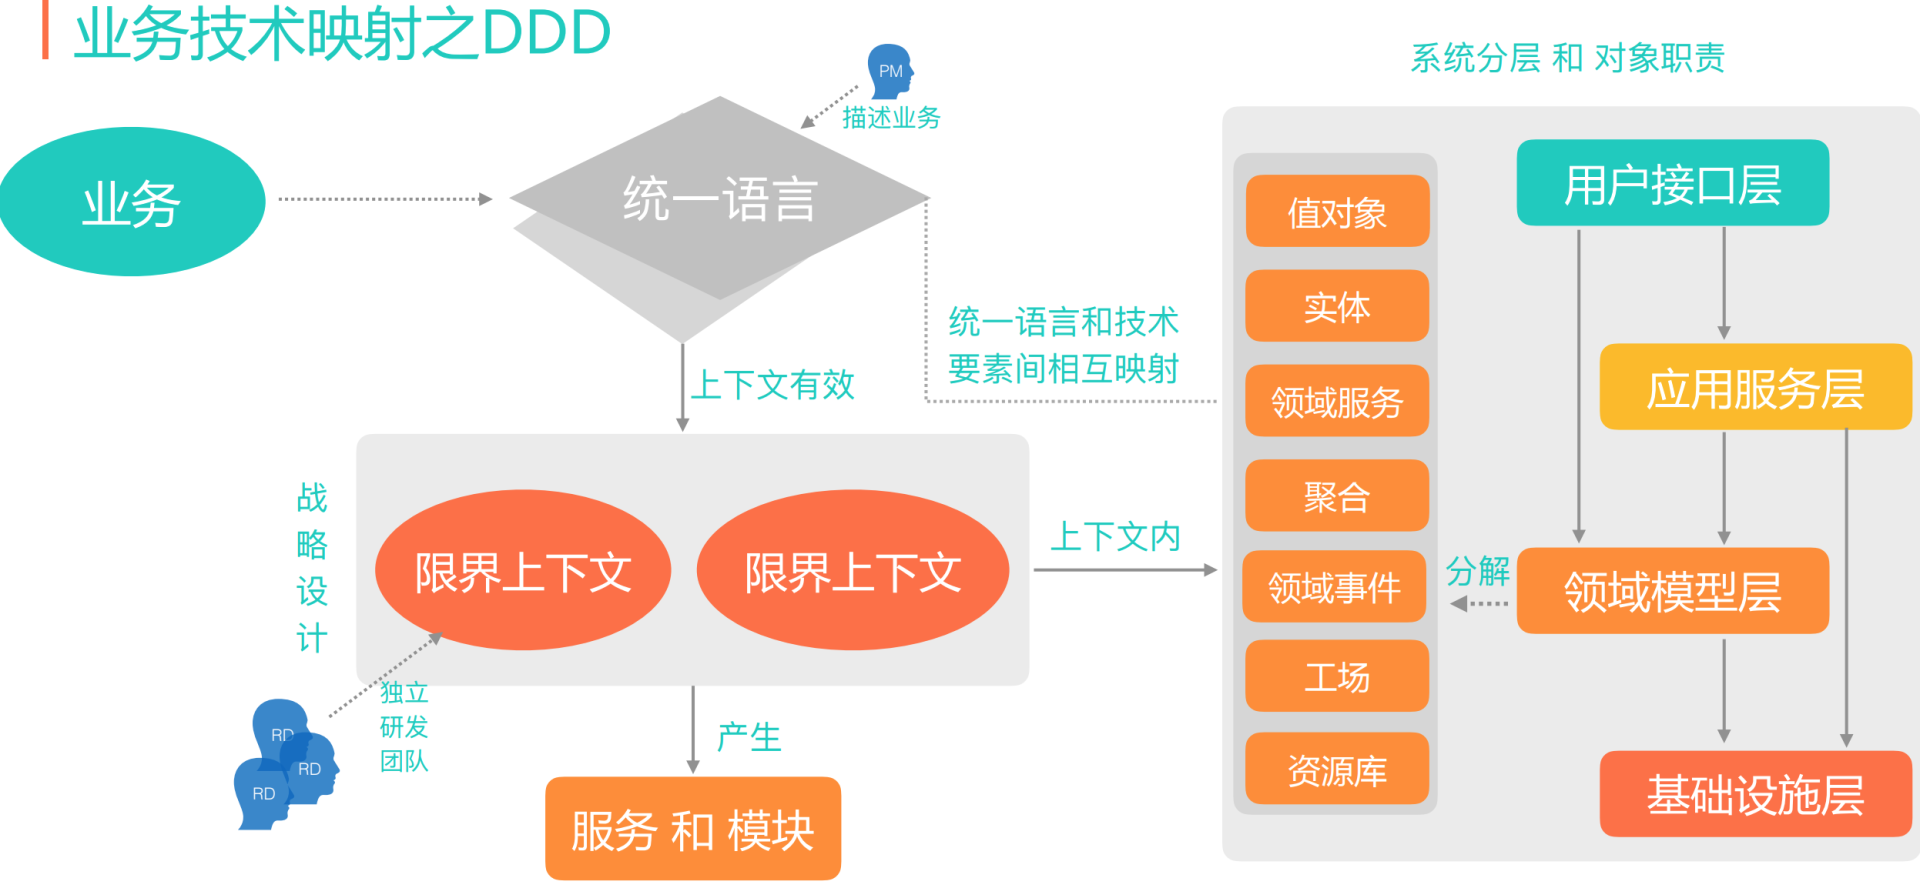 业务技术映射之DDD
PM
描述业务
业务
统一语言
统一语言和技术
要素间相互映射
上下文有效
战
略
设
计
限界上下文
限界上下文
上下文内
RD
RD
RD
独立
研发
团队
产生
服务 和 模块
系统分层 和 对象职责
值对象
实体
领域服务
聚合
领域事件
工场
资源库
分解
用户接口层
应用服务层
领域模型层
基础设施层